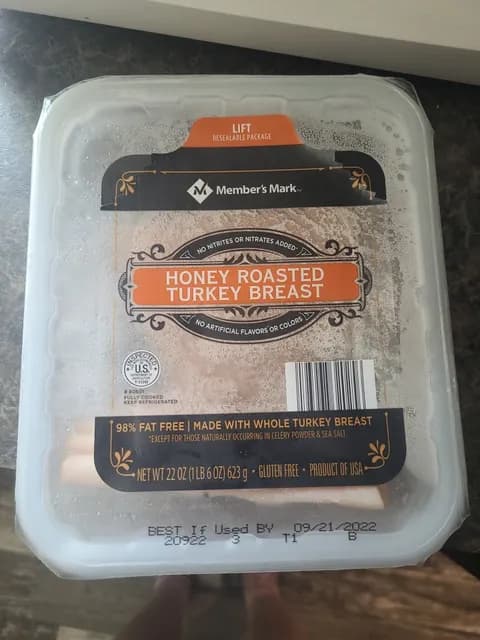 LIFT
RESEALABLE PACKAGE
Member's Mark™
NO NITRITES OR NITRATES ADDED*
HONEY ROASTED
TURKEY BREAST
NO ARTIFICIAL FLAVORS OR COLORS
INSPECTED
U.S.
FULLY COOKED
KEEP REFRIGERATED
98% FAT FREE | MADE WITH WHOLE TURKEY BREAST
*EXCEPT FOR THOSE NATURALLY OCCURRING IN CELERY POWDER & SEA SALT
NET WT 22 OZ (1 LB 6 OZ) 623 g • GLUTEN FREE • PRODUCT OF USA
BEST If Used BY 09/21/2022
20922 3 T1 B